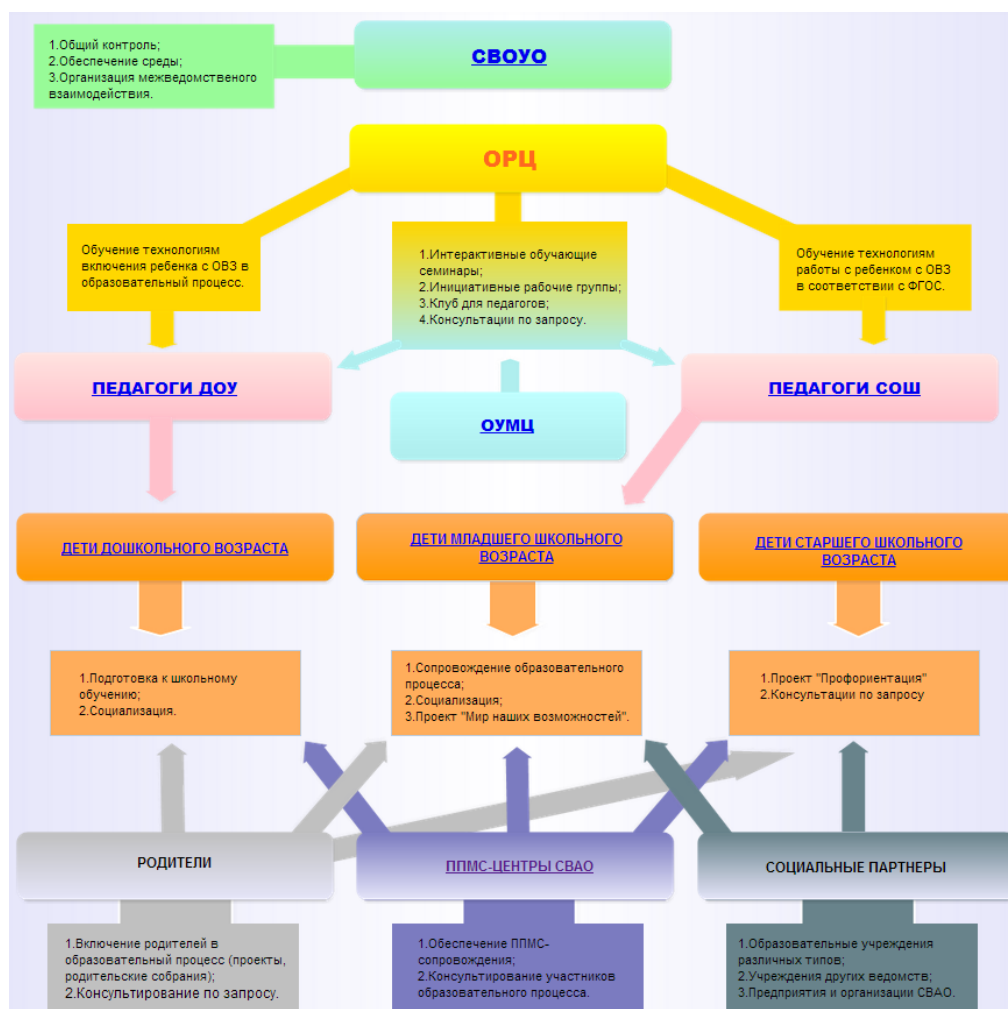 1.Общий контроль;
2.Обеспечение среды;
3.Организация межведомственого
взаимодействия.
СВОУО
ОРЦ
Обучение технологиям
включения ребенка с ОВЗ в
образовательный процесс.
1.Интерактивные обучающие
семинары;
2.Инициативные рабочие группы;
3.Клуб для педагогов;
4.Консультации по запросу.
Обучение технологиям
работы с ребенком с ОВЗ
в соответствии с ФГОС.
ПЕДАГОГИ ДОУ
ОУМЦ
ПЕДАГОГИ СОШ
ДЕТИ ДОШКОЛЬНОГО ВОЗРАСТА
ДЕТИ МЛАДШЕГО ШКОЛЬНОГО
ВОЗРАСТА
ДЕТИ СТАРШЕГО ШКОЛЬНОГО
ВОЗРАСТА
1.Подготовка к школьному
обучению;
2.Социализация.
1.Сопровождение образовательного
процесса;
2.Социализация;
3.Проект "Мир наших возможностей".
1.Проект "Профориентация"
2.Консультации по запросу
РОДИТЕЛИ
ППМС-ЦЕНТРЫ СВАО
СОЦИАЛЬНЫЕ ПАРТНЕРЫ
1.Включение родителей в
образовательный процесс (проекты,
родительские собрания);
2.Консультирование по запросу.
1.Обеспечение ППМС-
сопровождения;
2.Консультирование участников
образовательного процесса.
1.Образовательные учреждения
различных типов;
2.Учреждения других ведомств;
3.Предприятия и организации СВАО.